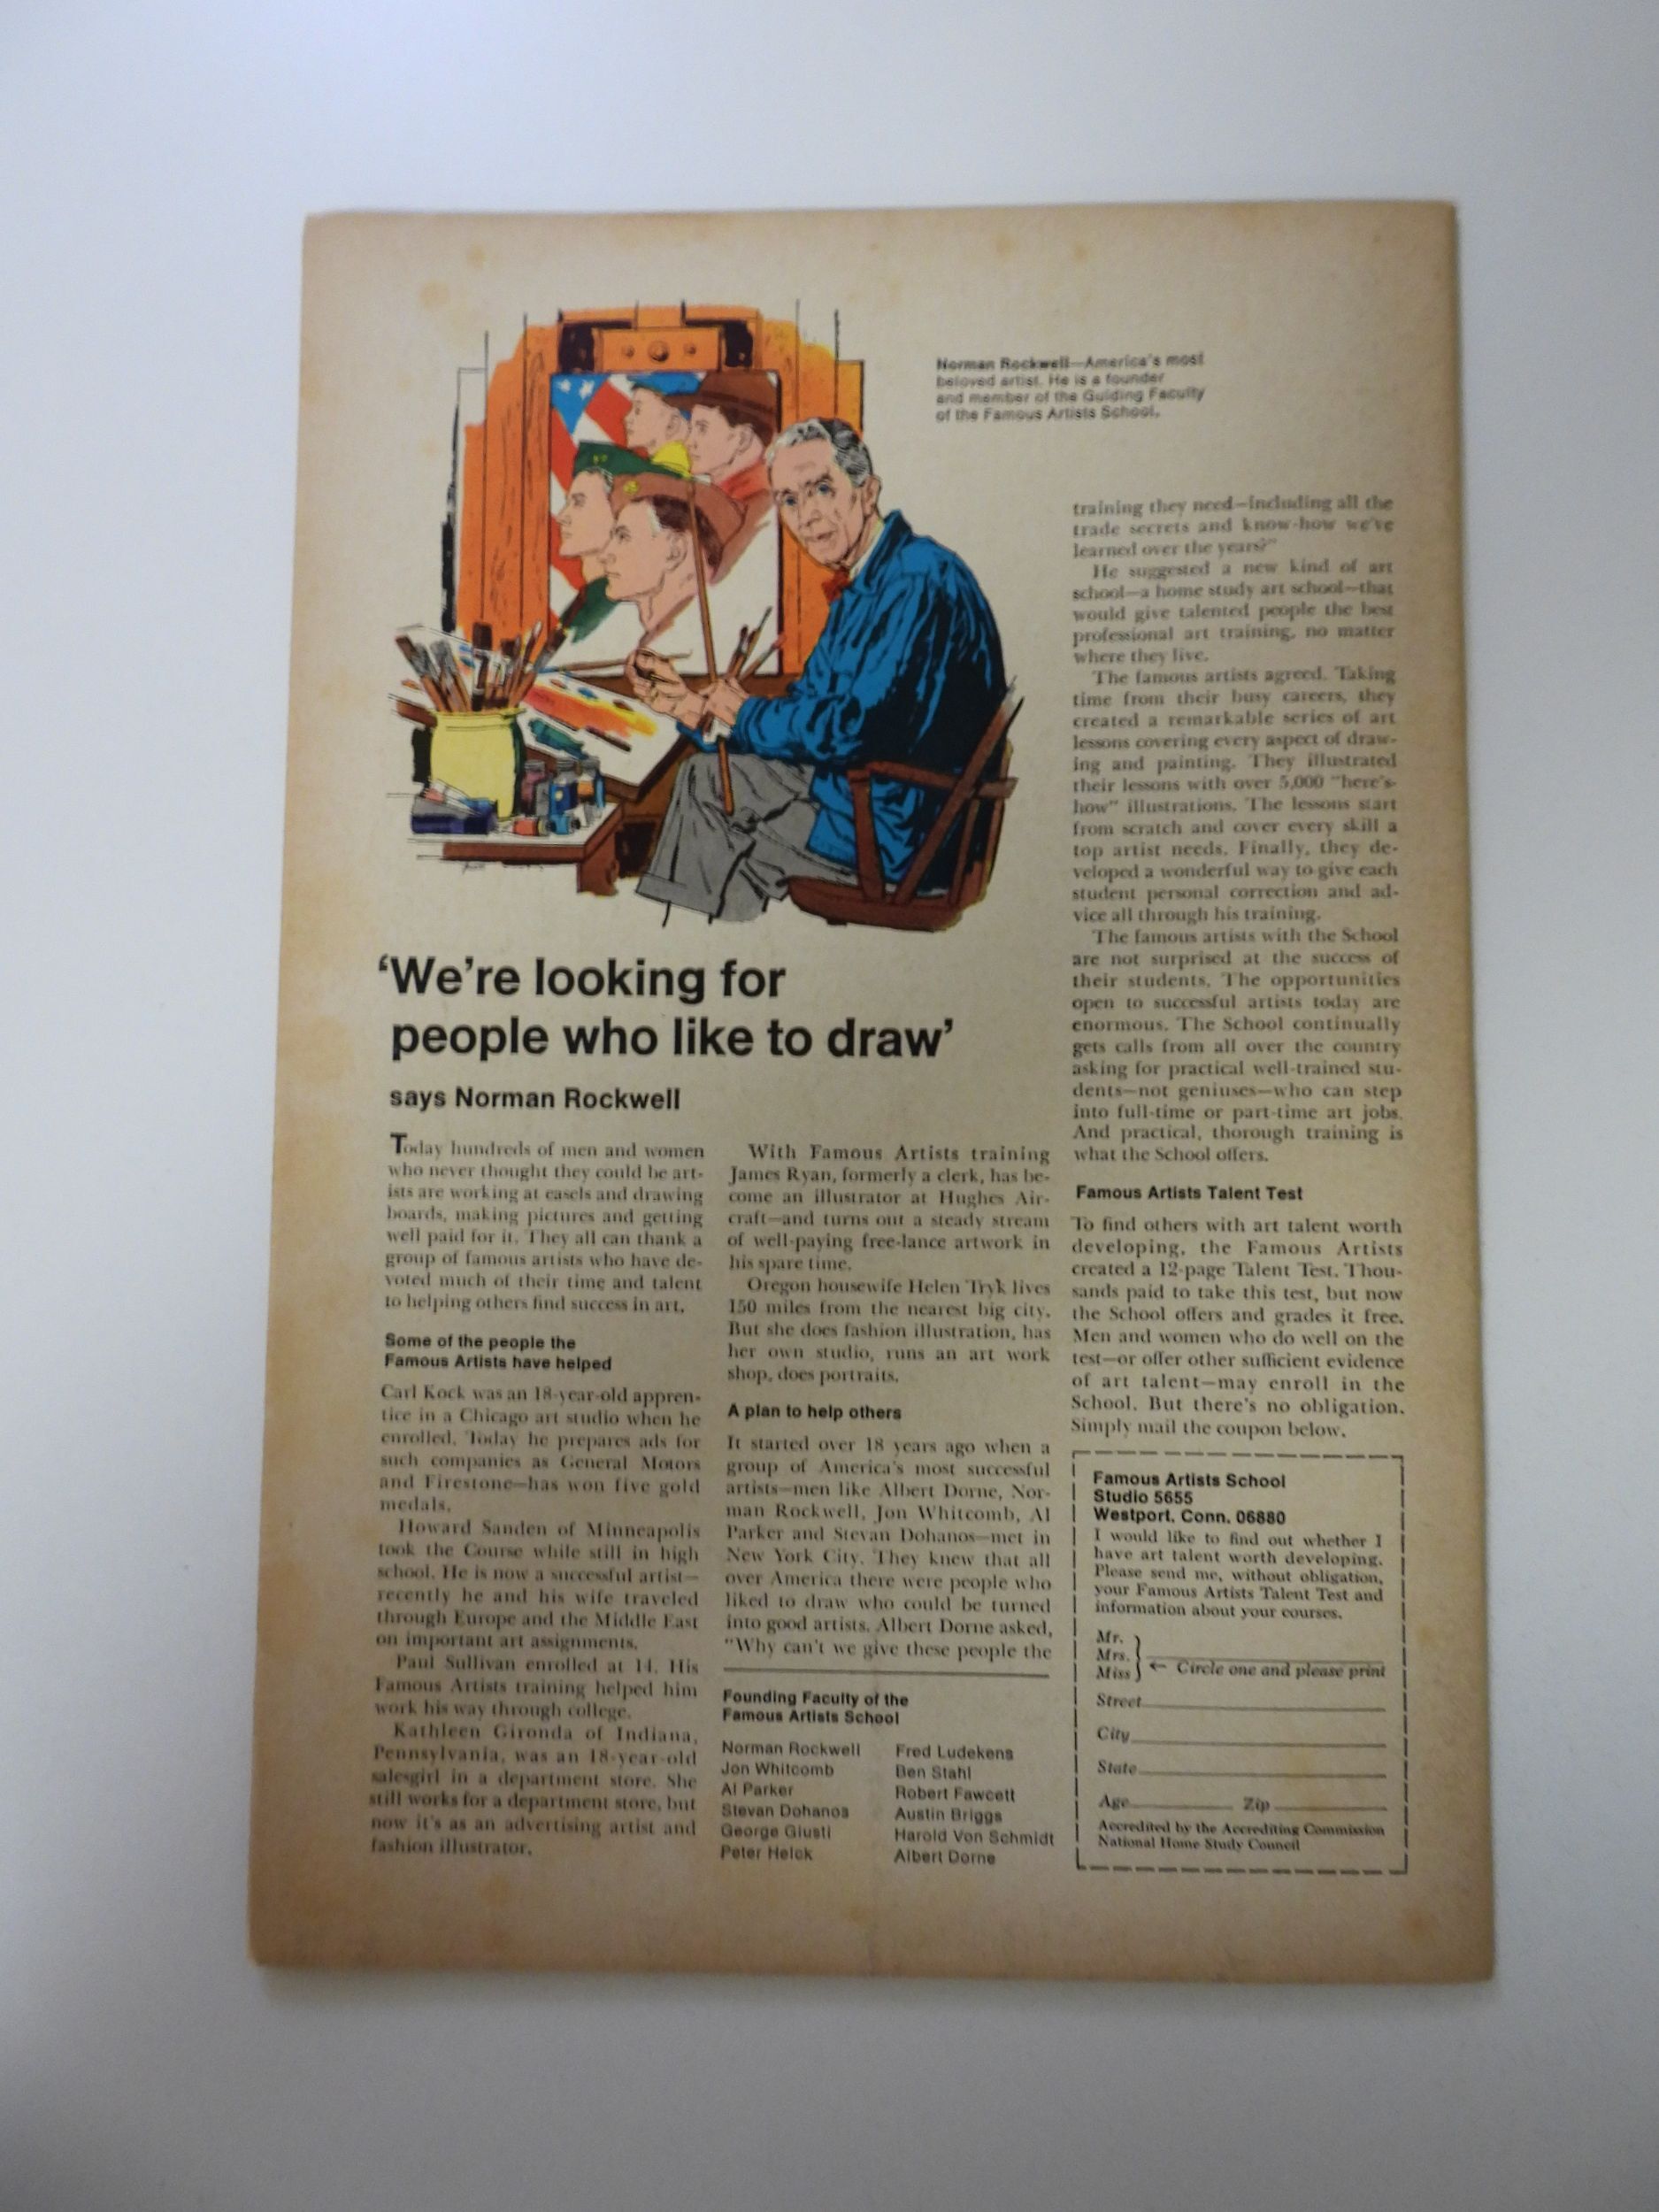 Norman Rockwell—America's most
beloved artist. He is a founder
and member of the Guiding Faculty
of the Famous Artists School.
'We're looking for
people who like to draw'
says Norman Rockwell
Today hundreds of men and women
who never thought they could be art-
ists are working at easels and drawing
boards, making pictures and getting
well paid for it. They all can thank a
group of famous artists who have de-
voted much of their time and talent
to helping others find success in art.
Some of the people the
Famous Artists have helped
Carl Kock was an 18-year-old appren-
tice in a Chicago art studio when he
enrolled. Today he prepares ads for
such companies as General Motors
and Firestone—has won five gold
medals.
Howard Sanden of Minneapolis
took the Course while still in high
school. He is now a successful artist—
recently he and his wife traveled
through Europe and the Middle East
on important art assignments.
Paul Sullivan enrolled at 14. His
Famous Artists training helped him
work his way through college.
Kathleen Gironda of Indiana,
Pennsylvania, was an 18-year-old
salesgirl in a department store. She
still works for a department store, but
now it's as an advertising artist and
fashion illustrator.
With Famous Artists training
James Ryan, formerly a clerk, has be-
come an illustrator at Hughes Air-
craft—and turns out a steady stream
of well-paying free-lance artwork in
his spare time.
Oregon housewife Helen Tryk lives
150 miles from the nearest big city.
But she does fashion illustration, has
her own studio, runs an art work
shop, does portraits.
A plan to help others
It started over 18 years ago when a
group of America's most successful
artists—men like Albert Dorne, Nor-
man Rockwell, Jon Whitcomb, Al
Parker and Stevan Dohanos—met in
New York City. They knew that all
over America there were people who
liked to draw who could be turned
into good artists. Albert Dorne asked,
"Why can't we give these people the
Founding Faculty of the
Famous Artists School
Norman Rockwell
Jon Whitcomb
Al Parker
Stevan Dohanos
George Giusti
Peter Helck
Fred Ludekens
Ben Stahl
Robert Fawcett
Austin Briggs
Harold Von Schmidt
Albert Dorne
training they need—including all the
trade secrets and know-how we've
learned over the years?"
He suggested a new kind of art
school—a home study art school—that
would give talented people the best
professional art training, no matter
where they live.
The famous artists agreed. Taking
time from their busy careers, they
created a remarkable series of art
lessons covering every aspect of draw-
ing and painting. They illustrated
their lessons with over 5,000 "here's-
how" illustrations. The lessons start
from scratch and cover every skill a
top artist needs. Finally, they de-
veloped a wonderful way to give each
student personal correction and ad-
vice all through his training.
The famous artists with the School
are not surprised at the success of
their students. The opportunities
open to successful artists today are
enormous. The School continually
gets calls from all over the country
asking for practical well-trained stu-
dents—not geniuses—who can step
into full-time or part-time art jobs.
And practical, thorough training is
what the School offers.
Famous Artists Talent Test
To find others with art talent worth
developing, the Famous Artists
created a 12-page Talent Test. Thou-
sands paid to take this test, but now
the School offers and grades it free.
Men and women who do well on the
test—or offer other sufficient evidence
of art talent—may enroll in the
School. But there's no obligation.
Simply mail the coupon below.
Famous Artists School
Studio 5655
Westport, Conn. 06880
I would like to find out whether I
have art talent worth developing.
Please send me, without obligation,
your Famous Artists Talent Test and
information about your courses.
Mr.
Mrs.
Miss ← Circle one and please print
Street
City
State
Age Zip
Accredited by the Accrediting Commission
National Home Study Council